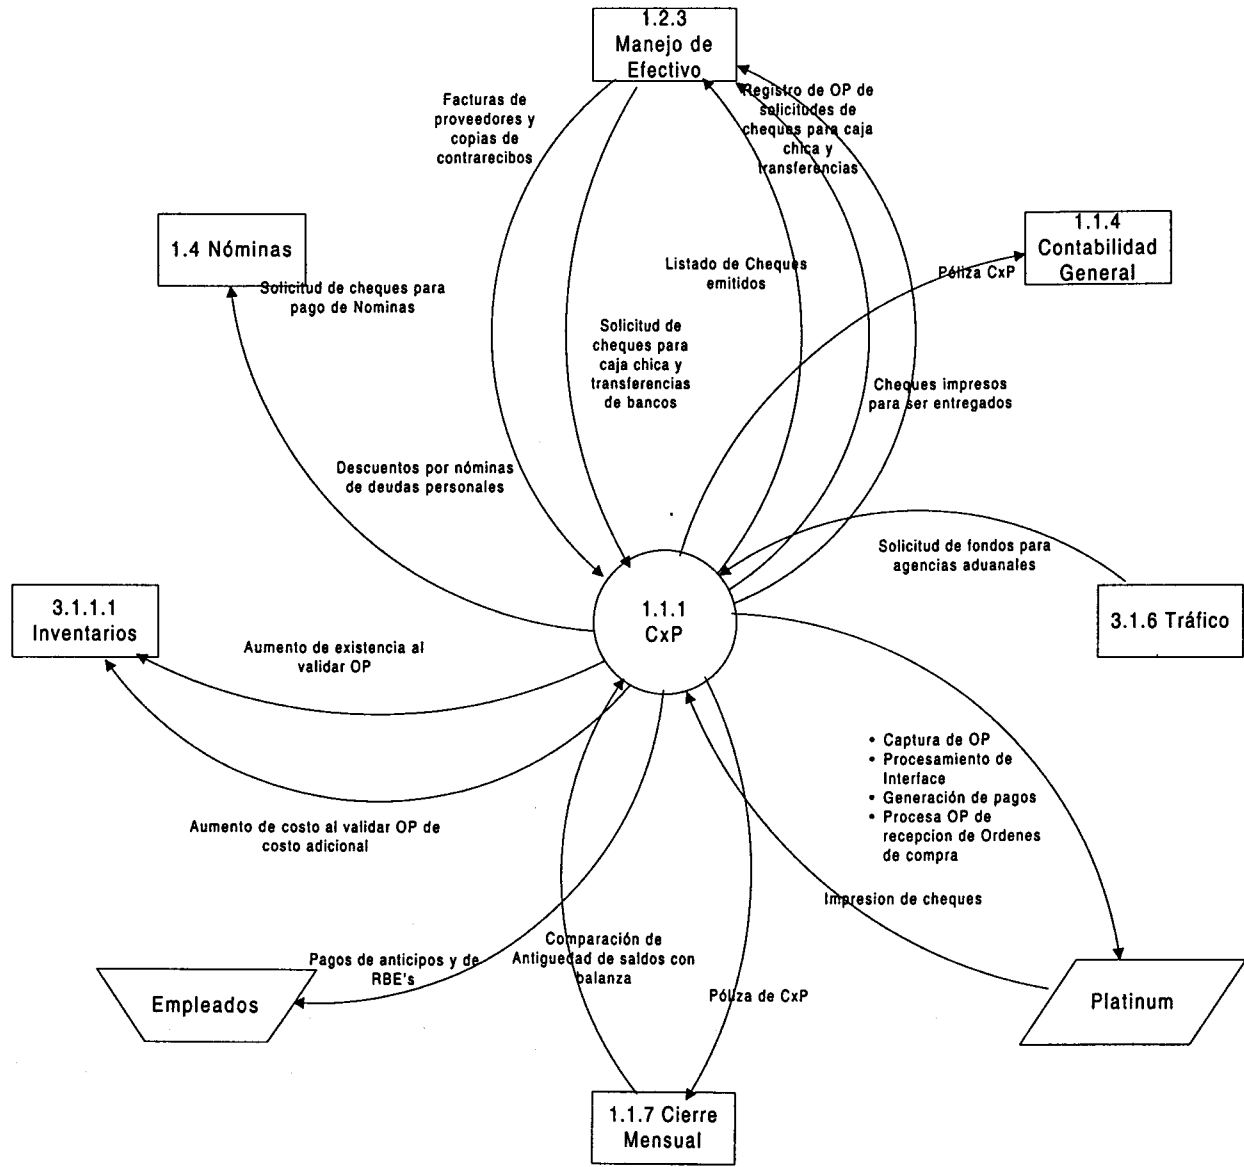 1.2.3
Manejo de
Efectivo
Facturas de
proveedores y
copias de
contrarecibos
Registro de OP de
solicitudes de
cheques para caja
chica y
transferencias
1.4 Nóminas
1.1.4
Contabilidad
General
Solicitud de cheques para
pago de Nominas
Listado de Cheques
emitidos
Póliza CxP
Solicitud de
cheques para
caja chica y
transferencias
de bancos
Cheques impresos
para ser entregados
Descuentos por nóminas
de deudas personales
Solicitud de fondos para
agencias aduanales
3.1.1.1
Inventarios
1.1.1
CxP
3.1.6 Tráfico
Aumento de existencia al
validar OP
• Captura de OP
• Procesamiento de
Interface
• Generación de pagos
• Procesa OP de
recepcion de Ordenes
de compra
Aumento de costo al validar OP de
costo adicional
Impresion de cheques
Pagos de anticipos y de
RBE's
Comparación de
Antiguedad de saldos con
balanza
Póliza de CxP
Empleados
Platinum
1.1.7 Cierre
Mensual